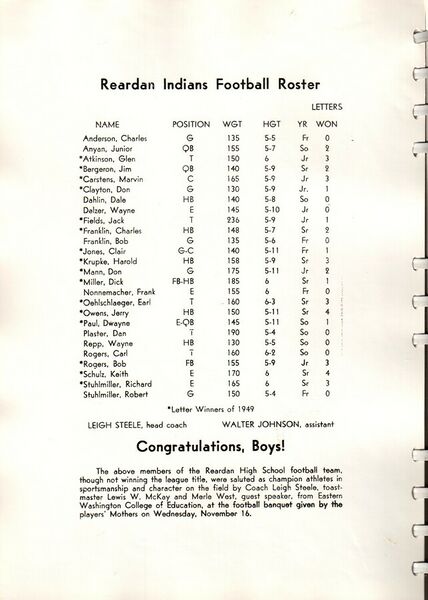 Reardan Indians Football Roster
LETTERS
NAME POSITION WGT HGT YR WON
Anderson, Charles G 135 5-5 Fr 0
Anyan, Junior QB 155 5-7 So 2
*Atkinson, Glen T 150 6 Jr 3
*Bergeron, Jim QB 140 5-9 Sr 2
*Carstens, Marvin C 165 5-9 Jr 3
*Clayton, Don G 130 5-9 Jr. 1
Dahlin, Dale HB 140 5-8 So 0
Delzer, Wayne E 145 5-10 Jr 0
*Fields, Jack T 236 5-9 Jr 1
*Franklin, Charles HB 148 5-7 Sr 2
Franklin, Bob G 135 5-6 Fr 0
*Jones, Clair G-C 140 5-11 Fr 1
*Krupke, Harold HB 158 5-9 Sr 3
*Mann, Don G 175 5-11 Jr 2
*Miller, Dick FB-HB 185 6 Sr 1
Nonnemacher, Frank E 155 6 Fr 0
*Oehlschlaeger, Earl T 160 6-3 Sr 3
*Owens, Jerry HB 150 5-11 Sr 4
*Paul, Dwayne E-QB 145 5-11 So 1
Plaster, Dan T 190 5-4 So 0
Repp, Wayne HB 130 5-5 So 0
Rogers, Carl T 160 6-2 So 0
*Rogers, Bob FB 155 5-9 Jr 3
*Schulz, Keith E 170 6 Sr 4
*Stuhlmiller, Richard E 165 6 Sr 3
Stuhlmiller, Robert G 150 5-4 Fr 0
*Letter Winners of 1949
LEIGH STEELE, head coach WALTER JOHNSON, assistant
Congratulations, Boys!
The above members of the Reardan High School football team,
though not winning the league title, were saluted as champion athletes in
sportsmanship and character on the field by Coach Leigh Steele, toast-
master Lewis W. McKay and Merle West, guest speaker, from Eastern
Washington College of Education, at the football banquet given by the
players' Mothers on Wednesday, November 16.